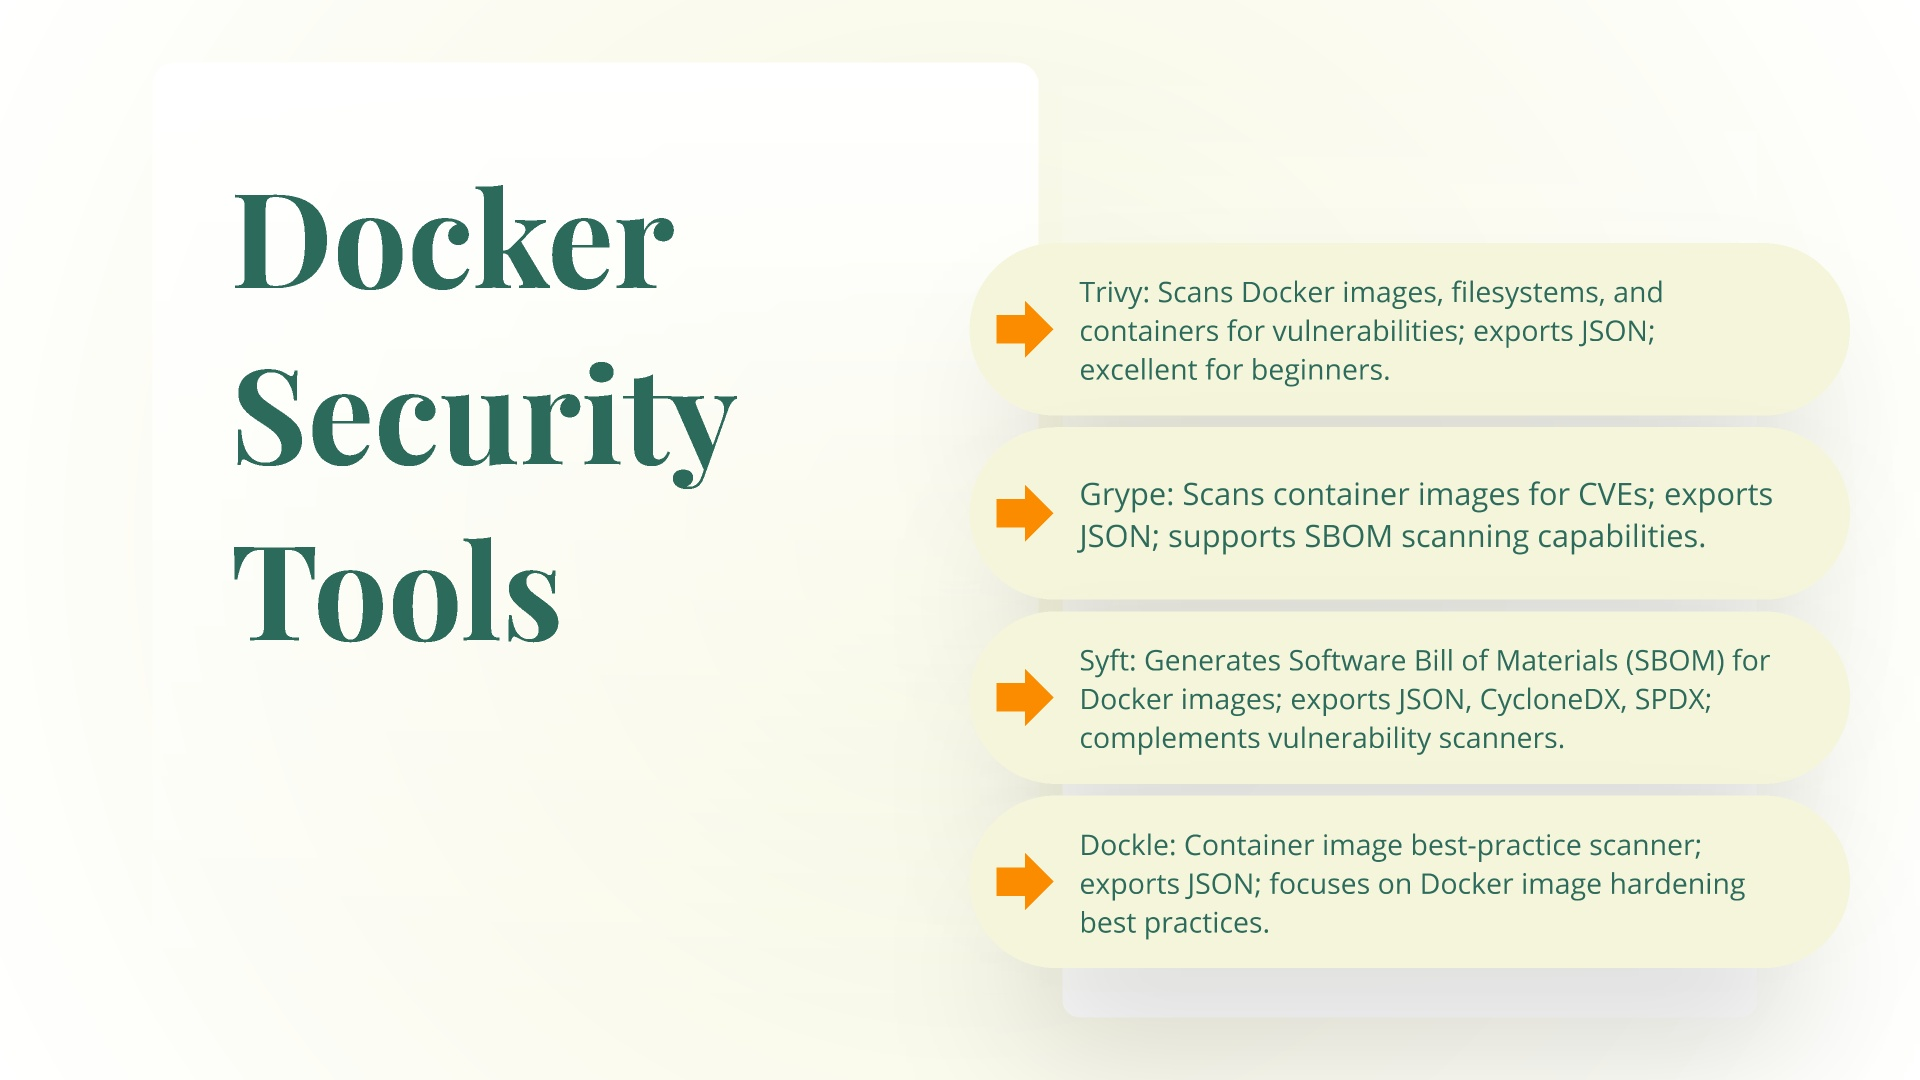 Docker
Security
Tools
Trivy: Scans Docker images, filesystems, and
containers for vulnerabilities; exports JSON;
excellent for beginners.
Grype: Scans container images for CVEs; exports
JSON; supports SBOM scanning capabilities.
Syft: Generates Software Bill of Materials (SBOM) for
Docker images; exports JSON, CycloneDX, SPDX;
complements vulnerability scanners.
Dockle: Container image best-practice scanner;
exports JSON; focuses on Docker image hardening
best practices.